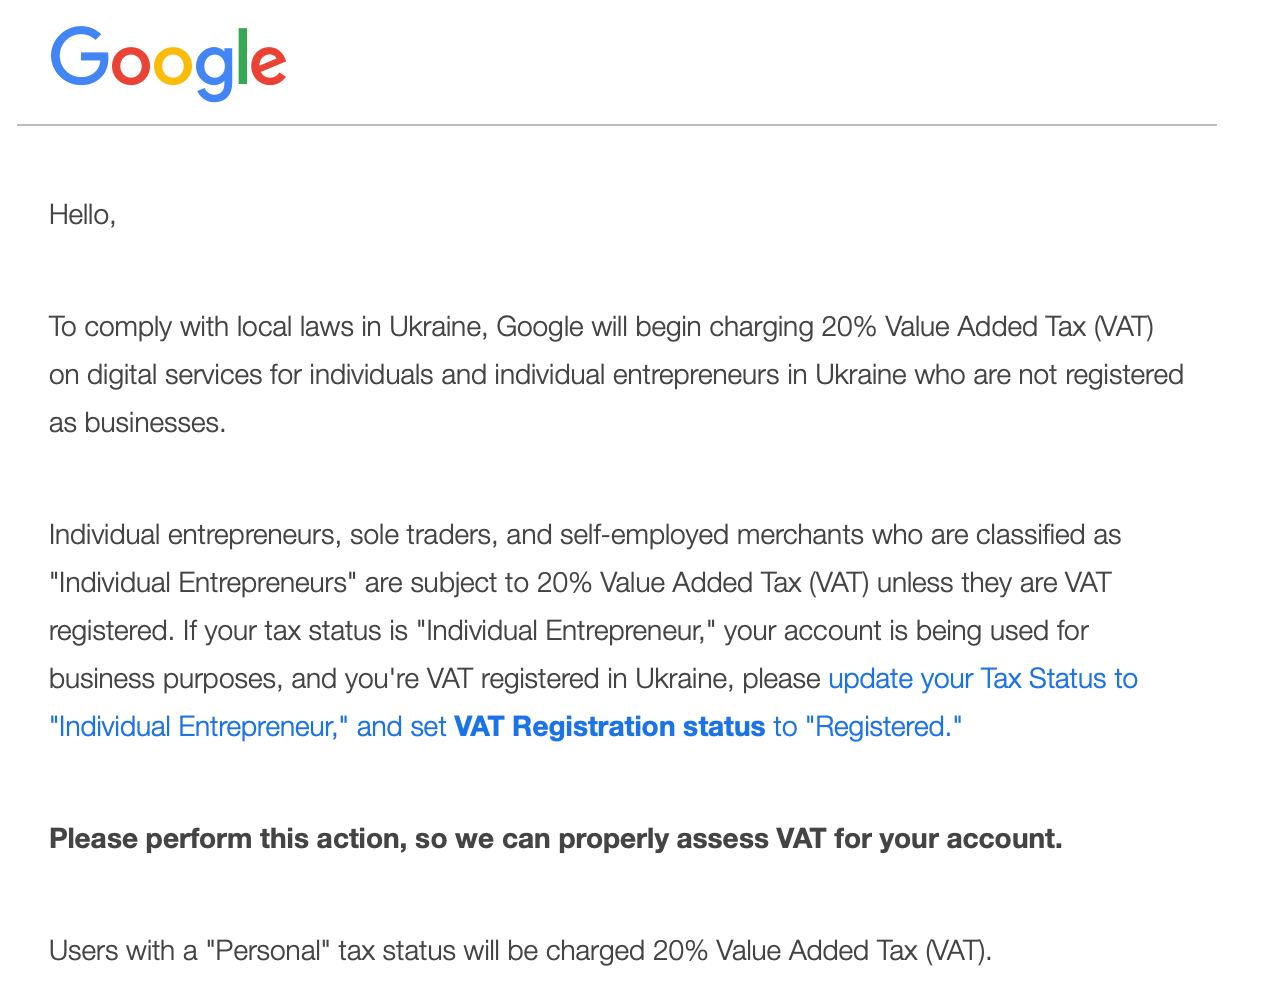 Google
Hello,
To comply with local laws in Ukraine, Google will begin charging 20% Value Added Tax (VAT)
on digital services for individuals and individual entrepreneurs in Ukraine who are not registered
as businesses.
Individual entrepreneurs, sole traders, and self-employed merchants who are classified as
"Individual Entrepreneurs" are subject to 20% Value Added Tax (VAT) unless they are VAT
registered. If your tax status is "Individual Entrepreneur," your account is being used for
business purposes, and you're VAT registered in Ukraine, please update your Tax Status to
"Individual Entrepreneur," and set VAT Registration status to "Registered."
Please perform this action, so we can properly assess VAT for your account.
Users with a "Personal" tax status will be charged 20% Value Added Tax (VAT).